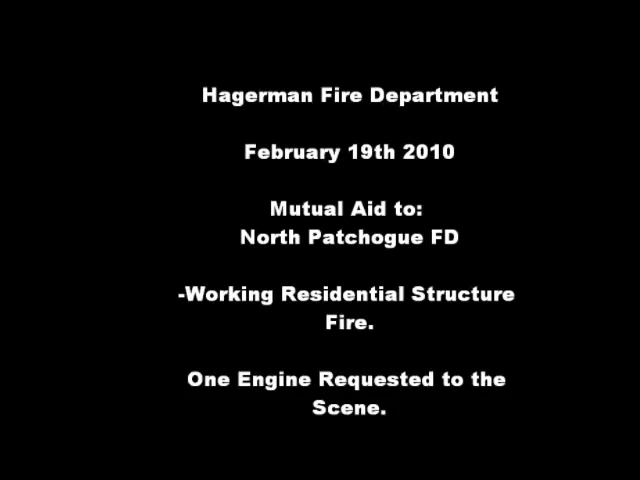 Hagerman Fire Department
February 19th 2010
Mutual Aid to:
North Patchogue FD
-Working Residential Structure
Fire.
One Engine Requested to the
Scene.